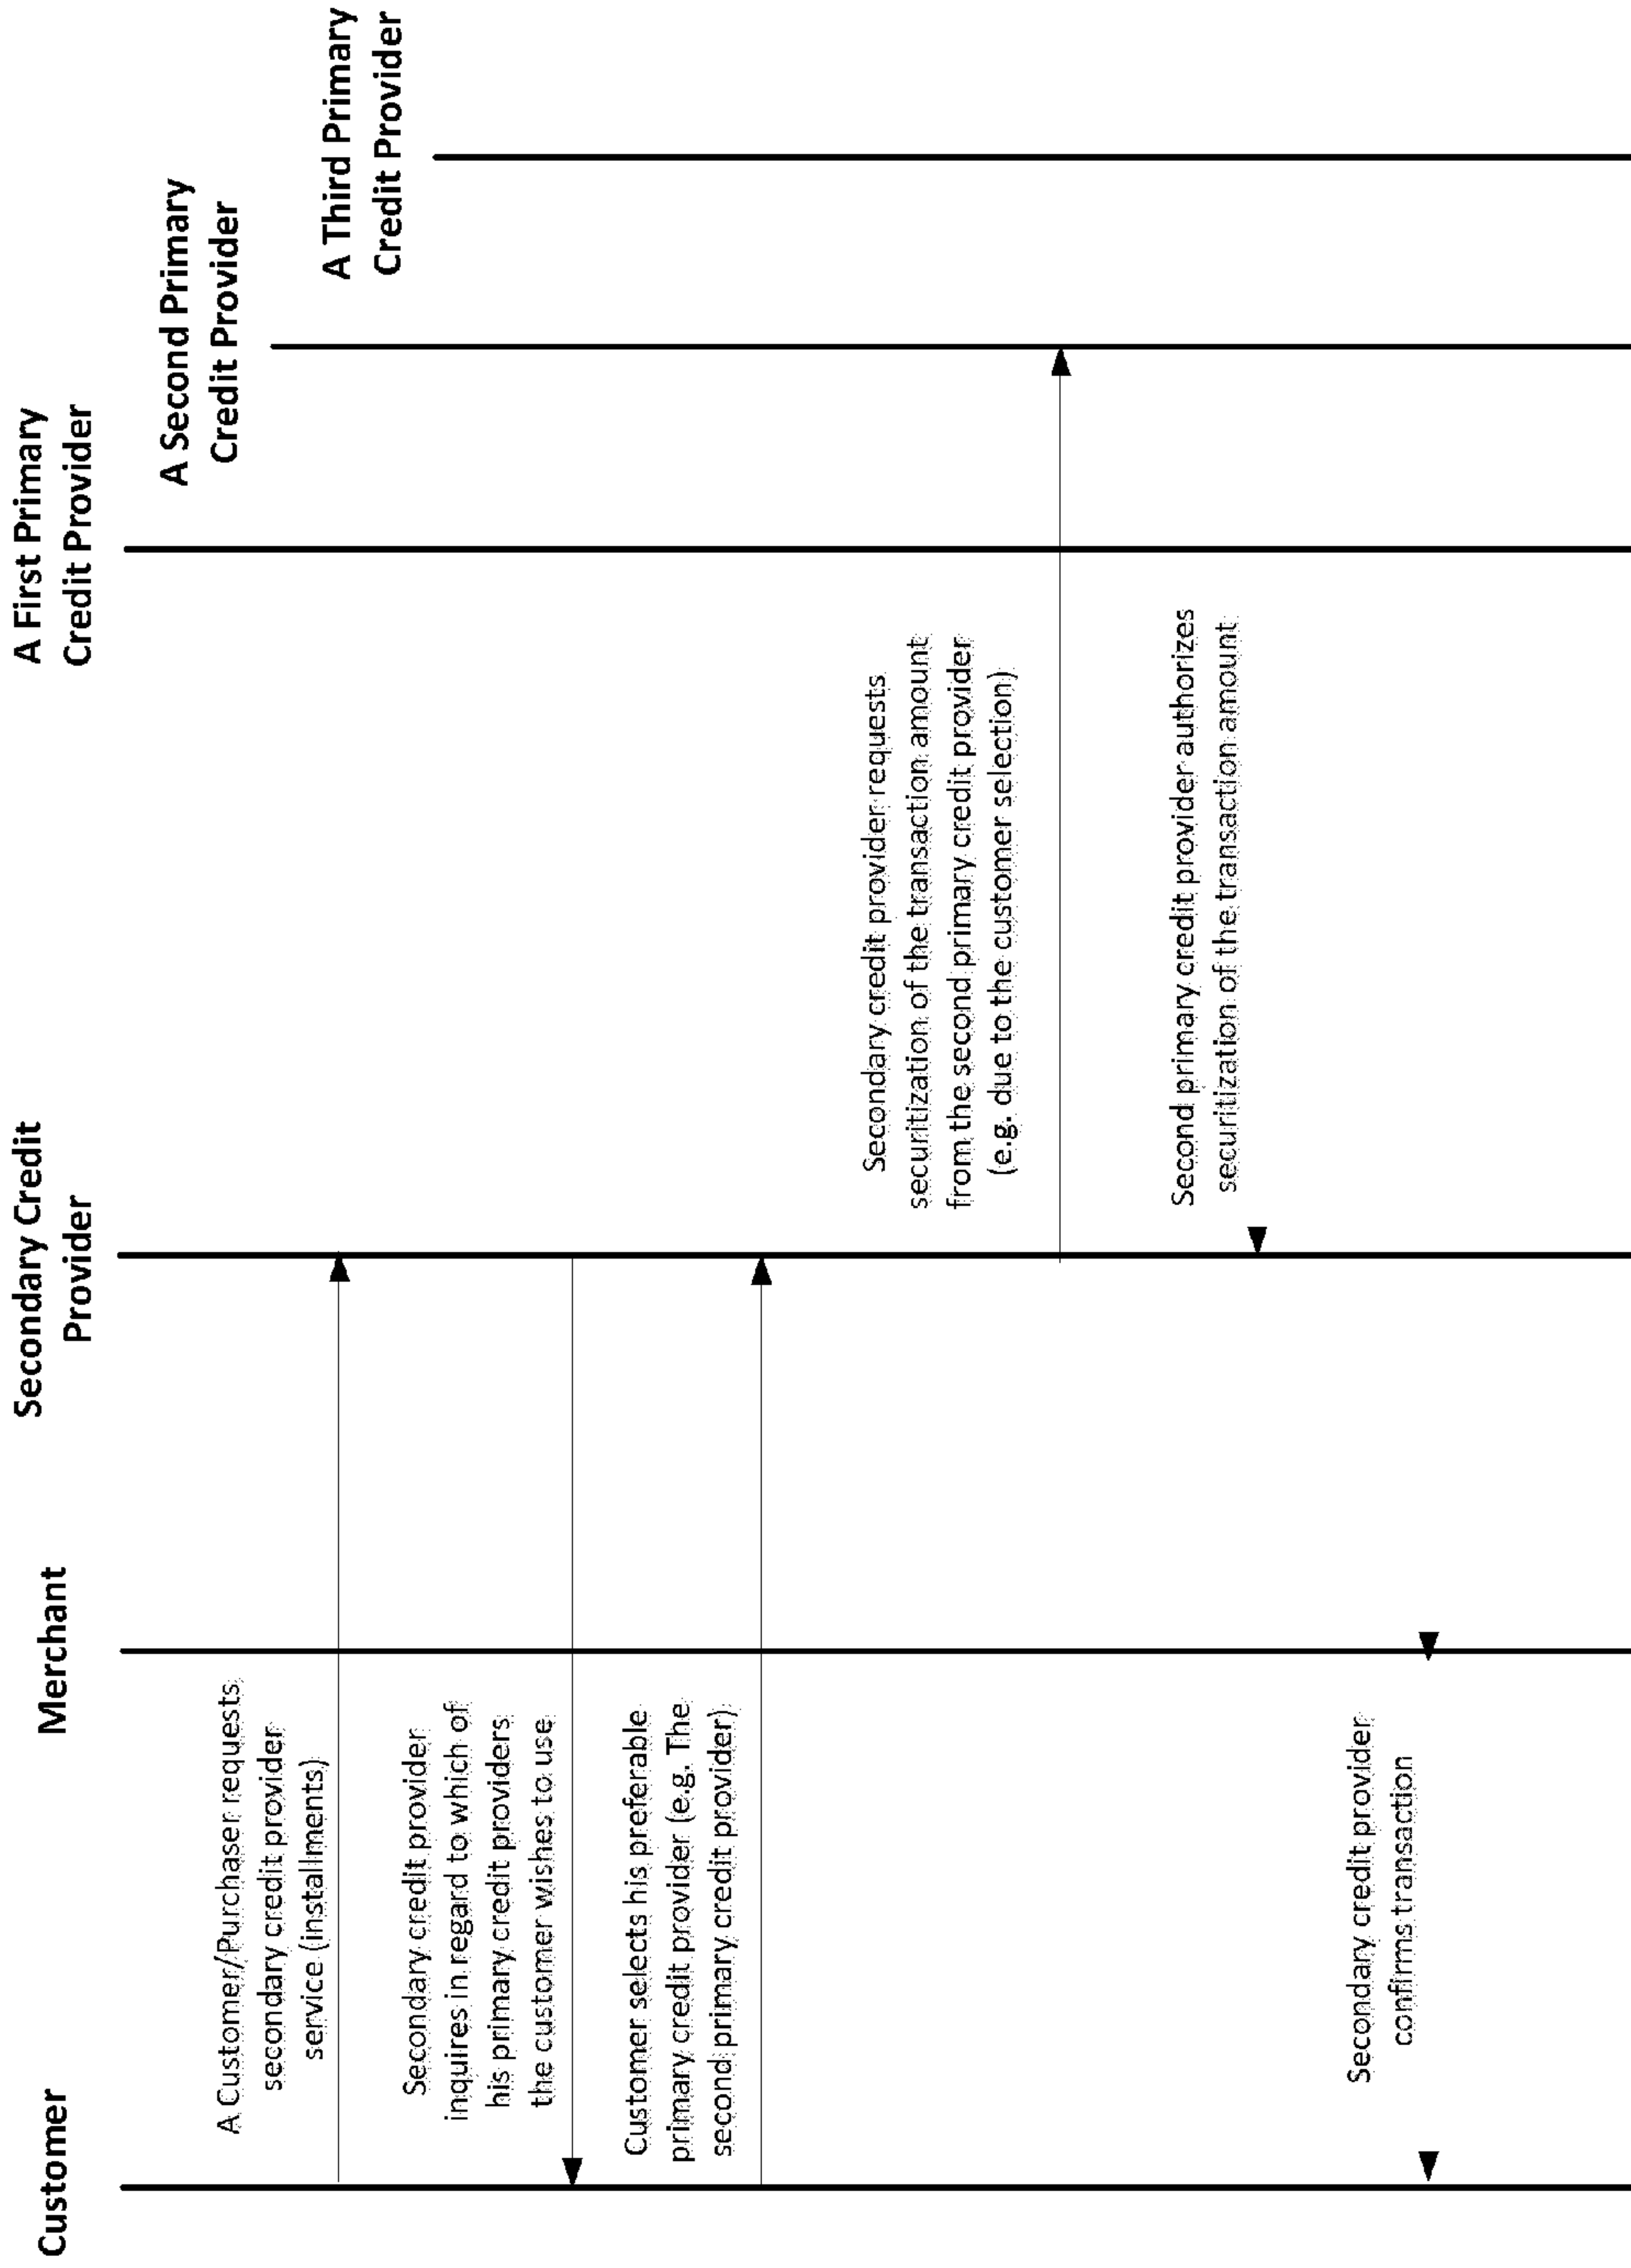 Customer
Merchant
Secondary Credit
Provider
A First Primary
Credit Provider
A Second Primary
Credit Provider
A Third Primary
Credit Provider
A Customer/Purchaser requests
secondary credit provider
service (installments)
Secondary credit provider
inquires in regard to which of
his primary credit providers
the customer wishes to use
Customer selects his preferable
primary credit provider (e.g. The
second primary credit provider)
Secondary credit provider requests
securitization of the transaction amount
from the second primary credit provider
(e.g. due to the customer selection)
Second primary credit provider authorizes
securitization of the transaction amount
Secondary credit provider
confirms transaction